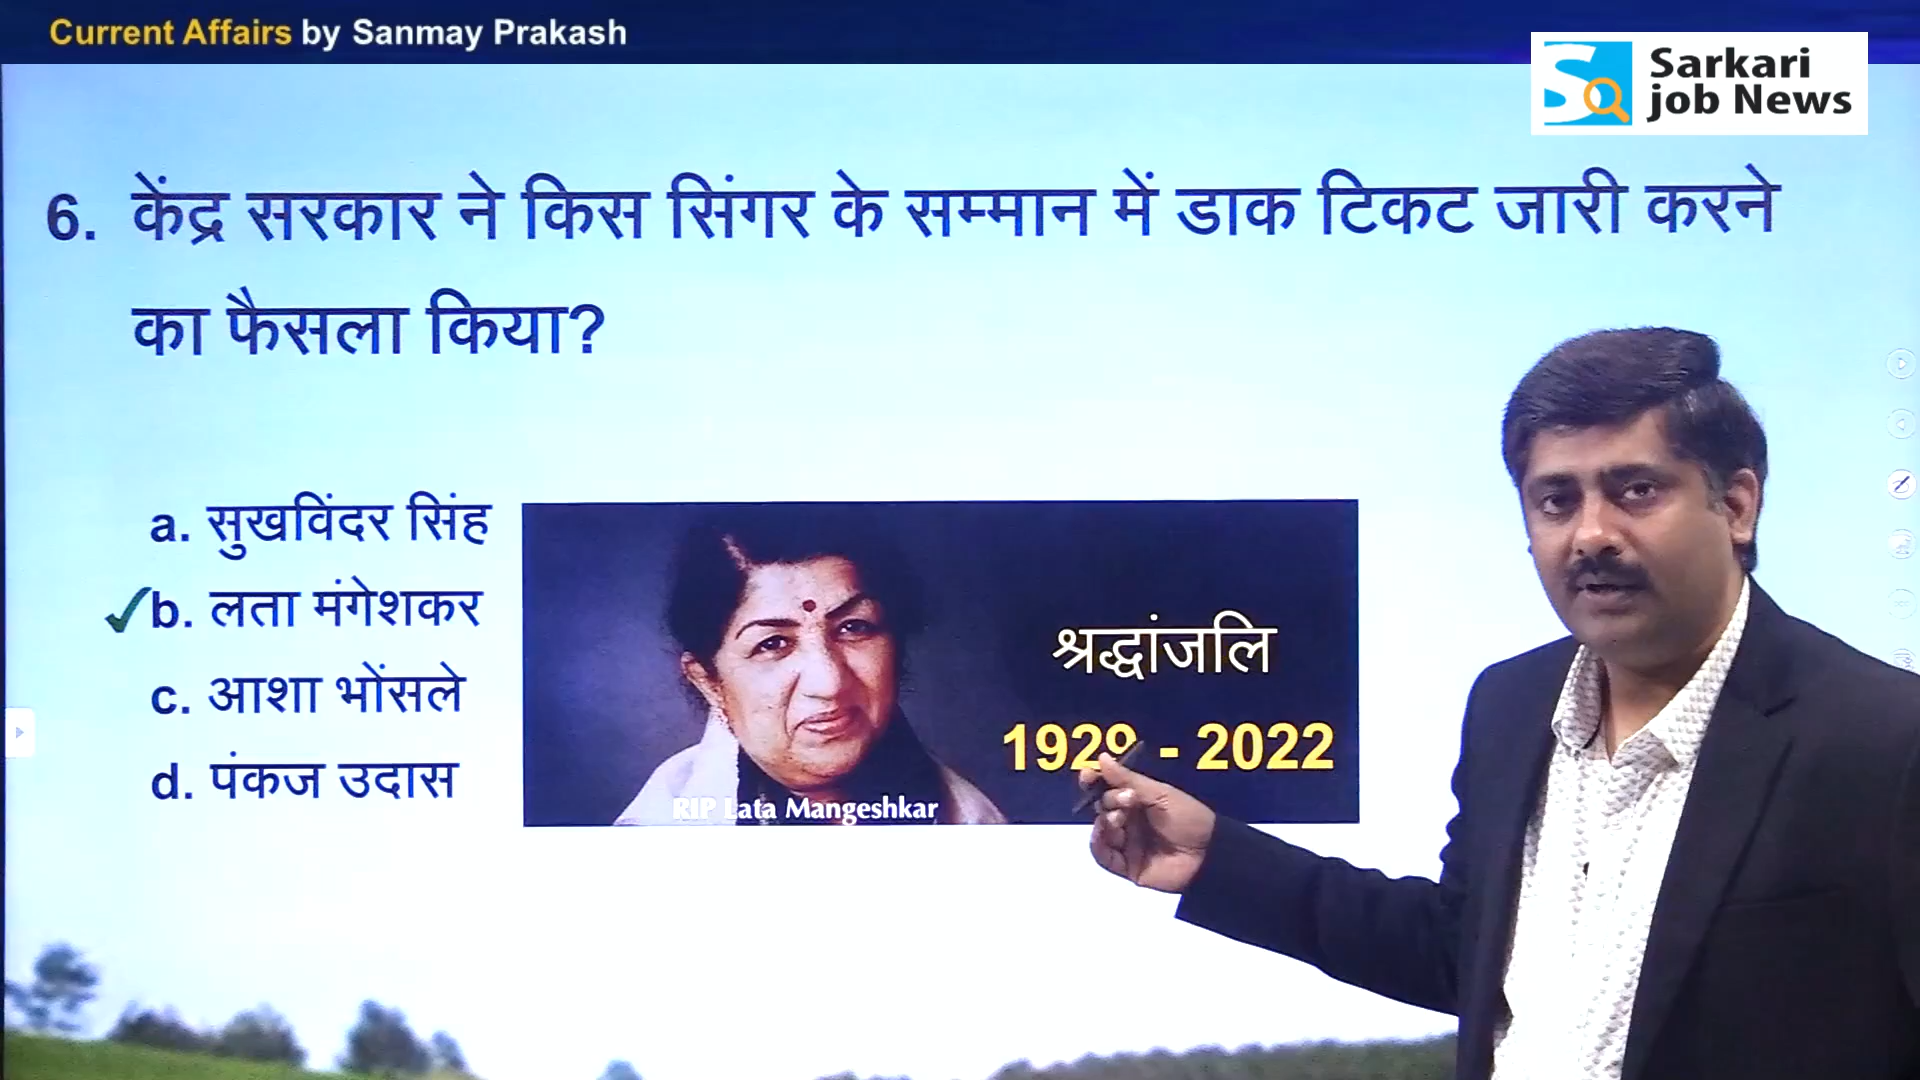 Current Affairs by Sanmay Prakash
Sarkari
job News
6. केंद्र सरकार ने किस सिंगर के सम्मान में डाक टिकट जारी करने
का फैसला किया?
a. सुखविंदर सिंह
b. लता मंगेशकर
c. आशा भोंसले
d. पंकज उदास
श्रद्धांजलि
1929 - 2022
RIP Lata Mangeshkar